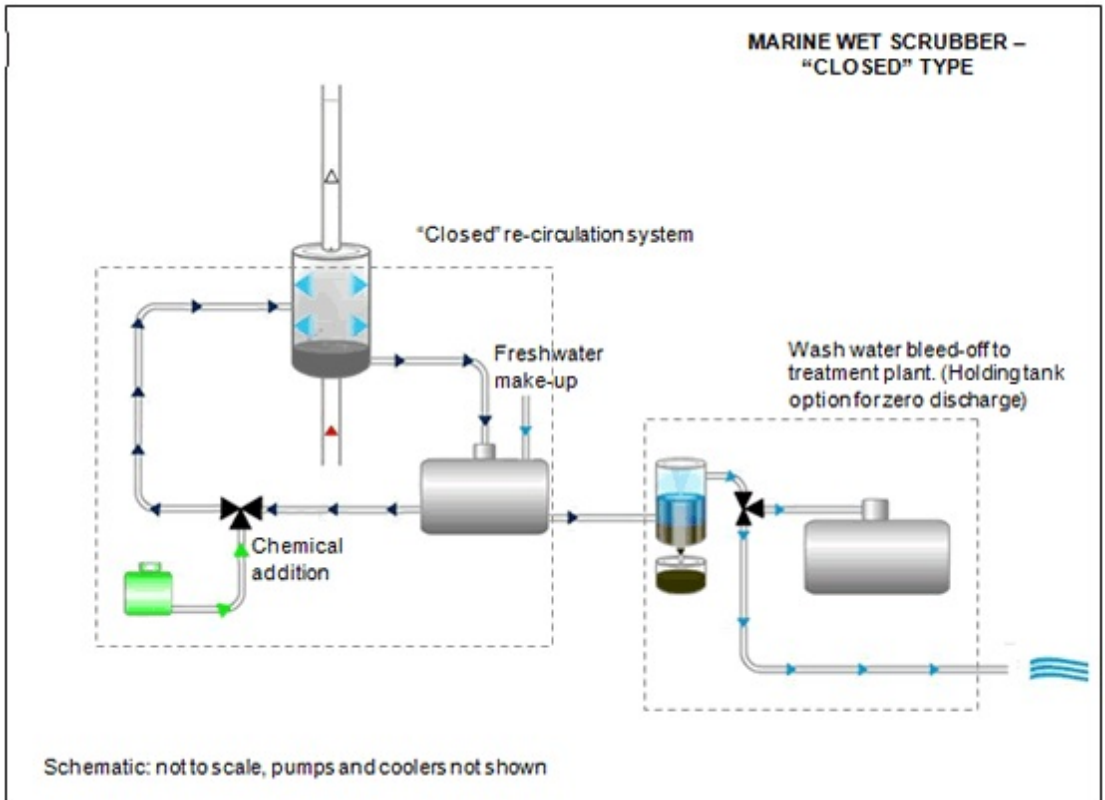 MARINE WET SCRUBBER –
“CLOSED” TYPE
“Closed” re-circulation system
Freshwater
make-up
Wash water bleed-off to
treatment plant. (Holding tank
option for zero discharge)
Chemical
addition
Schematic: not to scale, pumps and coolers not shown